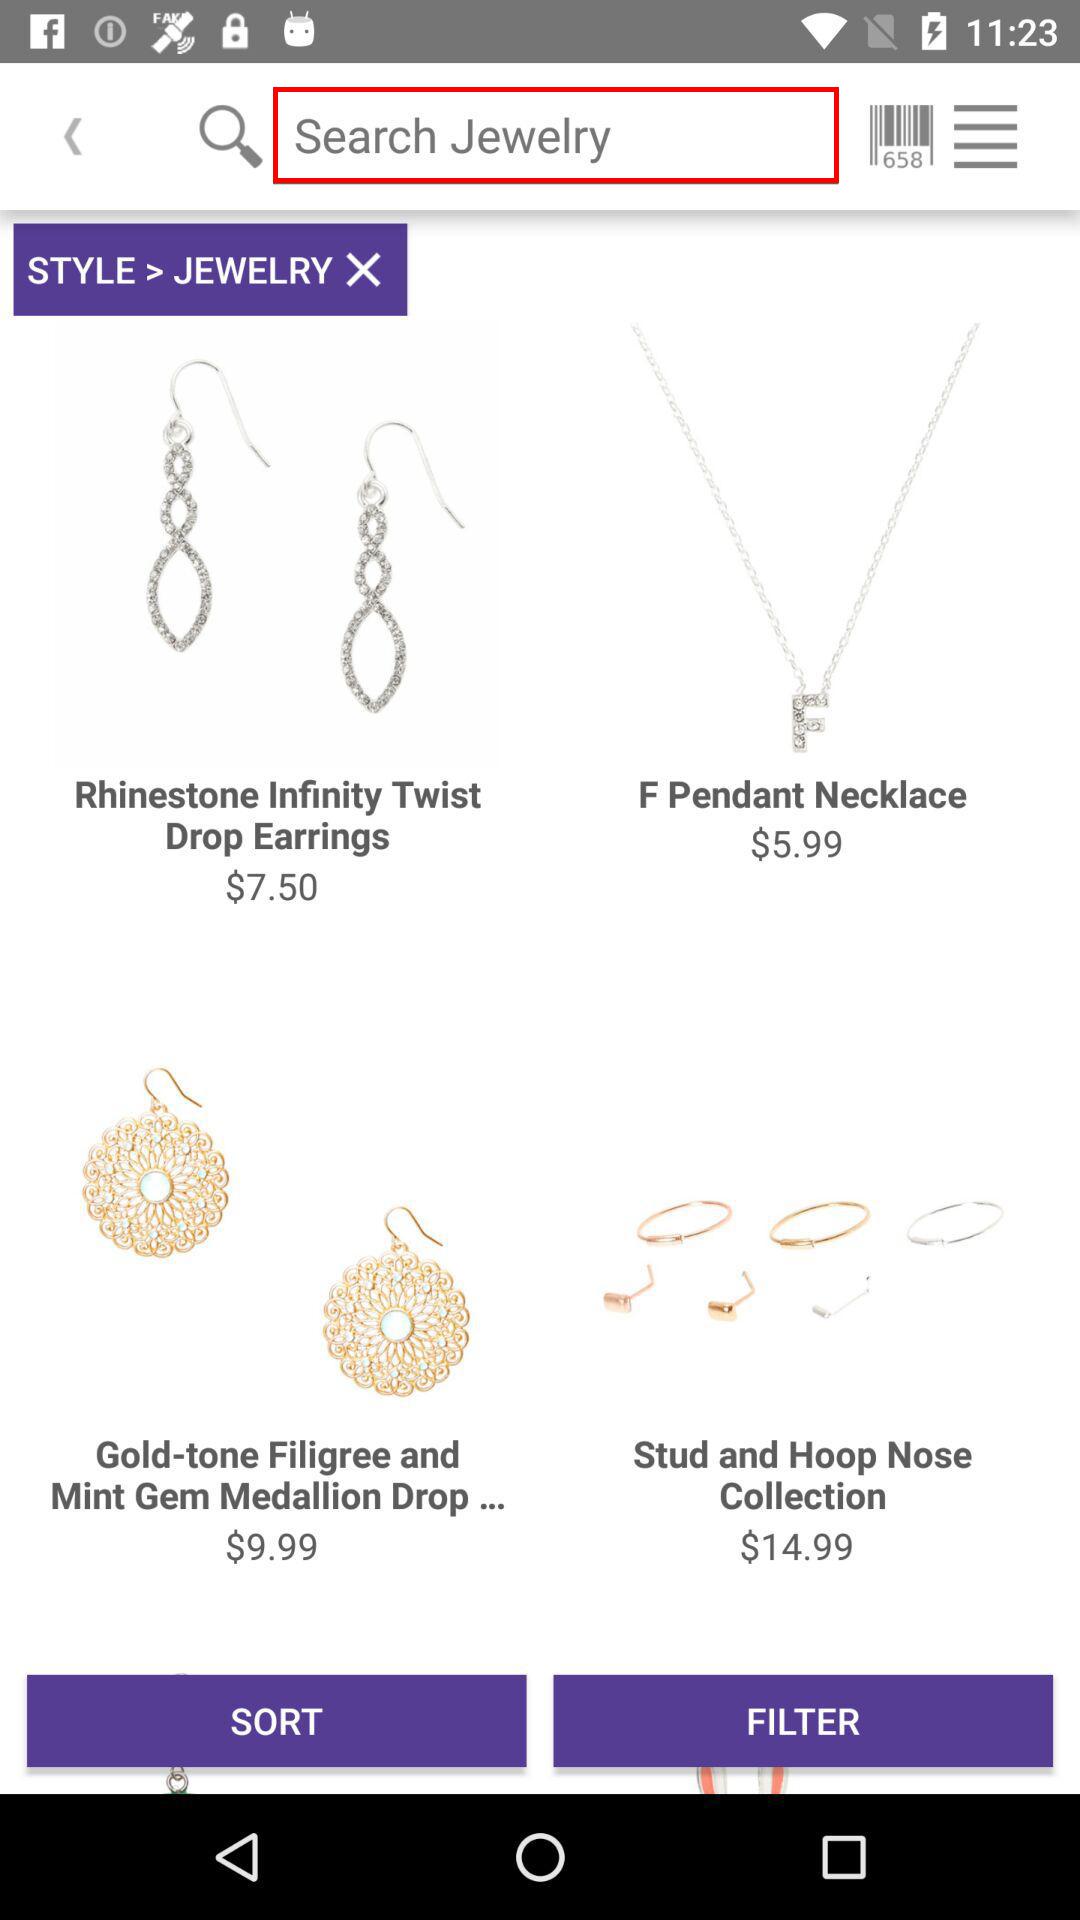 FAKE
11:23
Search Jewelry
658
STYLE > JEWELRY
Rhinestone Infinity Twist
Drop Earrings
$7.50
F Pendant Necklace
$5.99
Gold-tone Filigree and
Mint Gem Medallion Drop ...
$9.99
Stud and Hoop Nose
Collection
$14.99
SORT
FILTER